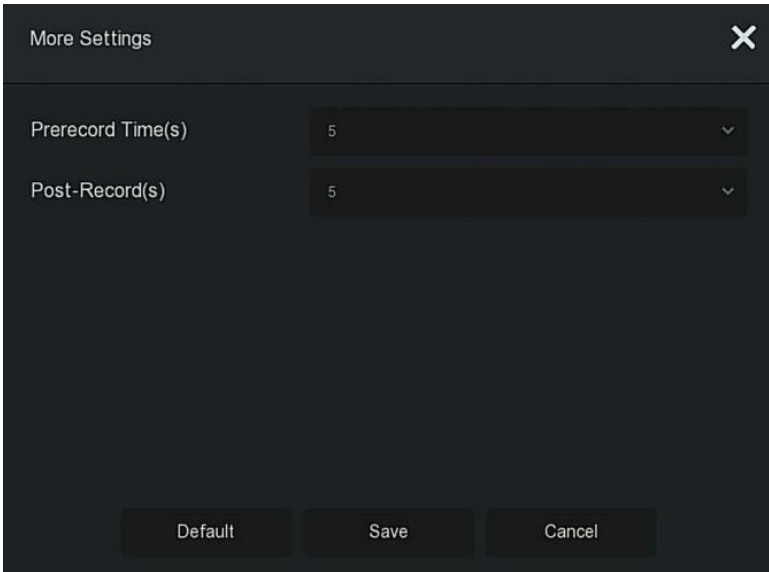 More Settings
Prerecord Time(s) 5
Post-Record(s) 5
Default Save Cancel